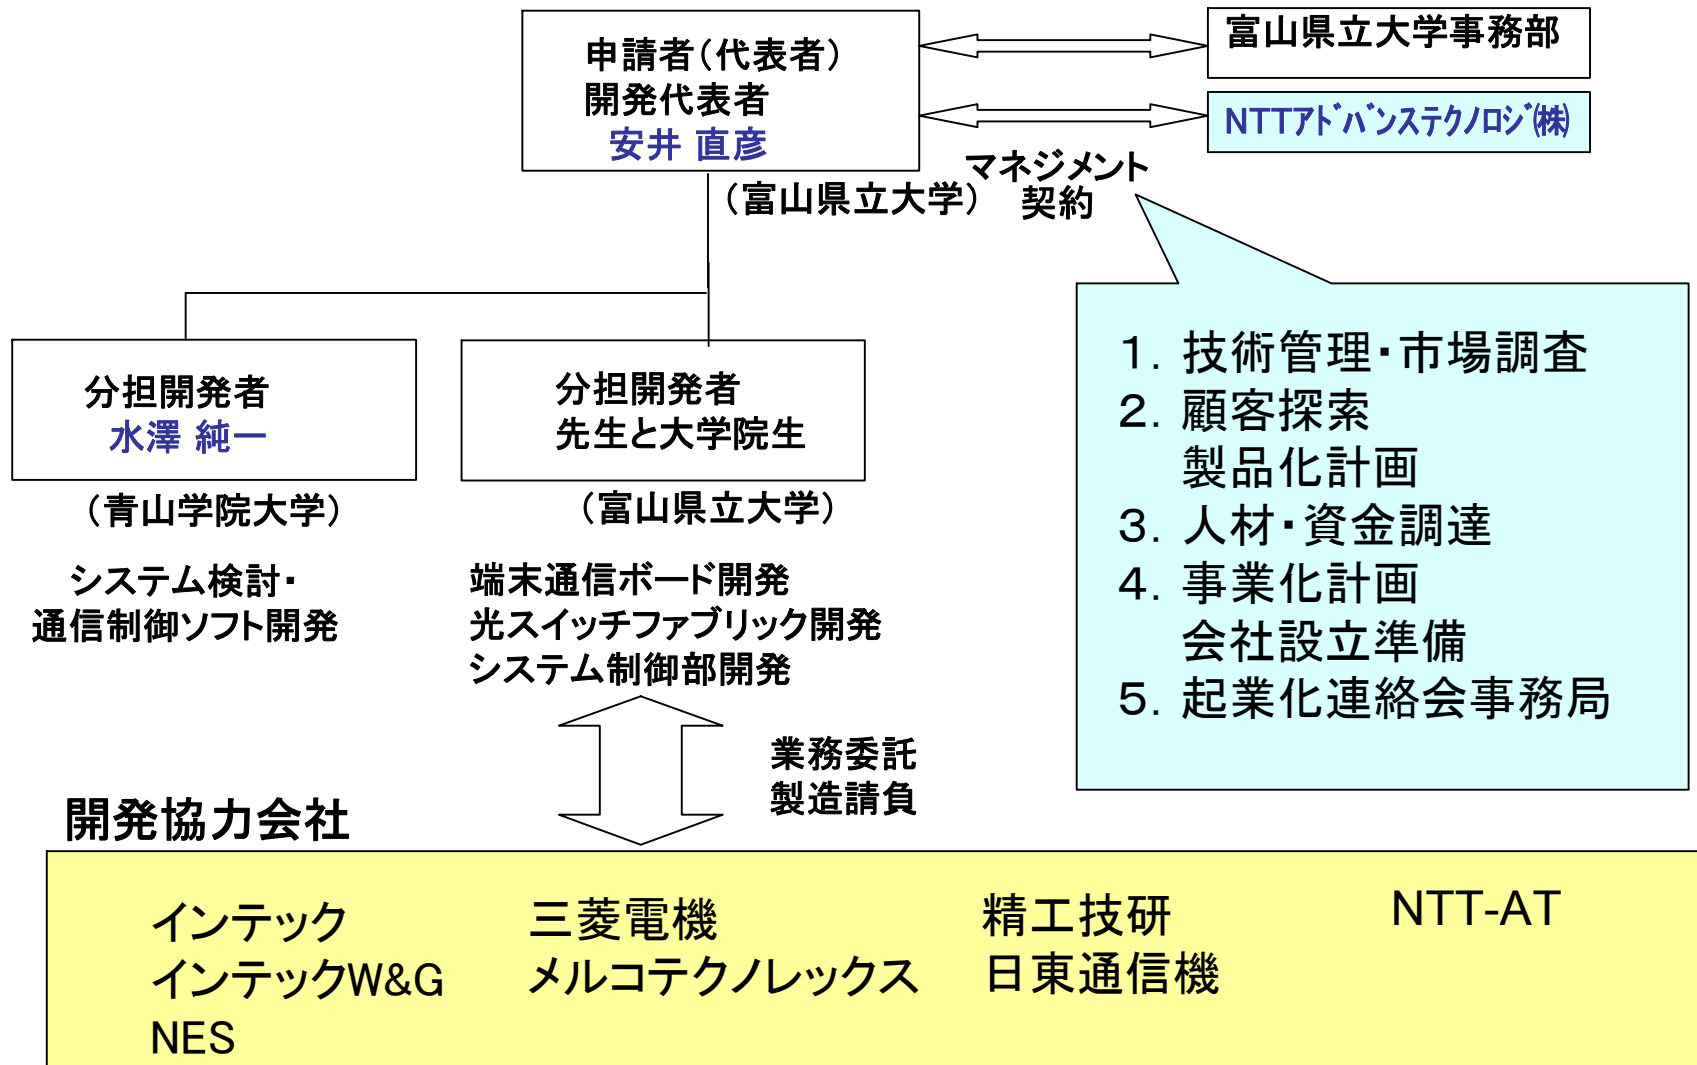 申請者（代表者）
開発代表者
安井 直彦
（富山県立大学）
富山県立大学事務部
NTTアドバンステクノロジ㈱
マネジメント
契約
1. 技術管理・市場調査
2. 顧客探索
製品化計画
3. 人材・資金調達
4. 事業化計画
会社設立準備
5. 起業化連絡会事務局
分担開発者
水澤 純一
（青山学院大学）
システム検討・
通信制御ソフト開発
分担開発者
先生と大学院生
（富山県立大学）
端末通信ボード開発
光スイッチファブリック開発
システム制御部開発
業務委託
製造請負
開発協力会社
インテック
インテックW&G
NES
三菱電機
メルコテクノレックス
精工技研
日東通信機
NTT-AT